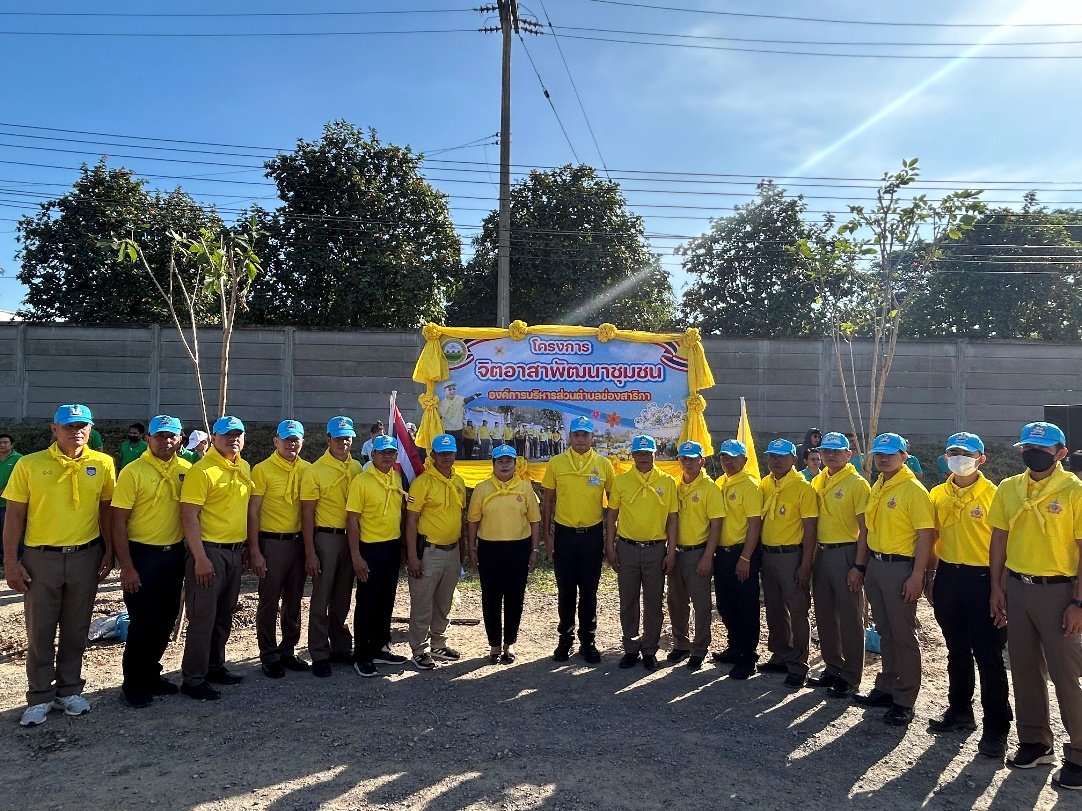 โครงการ
จิตอาสาพัฒนาชุมชน
องค์การบริหารส่วนตำบลช่องสาริกา